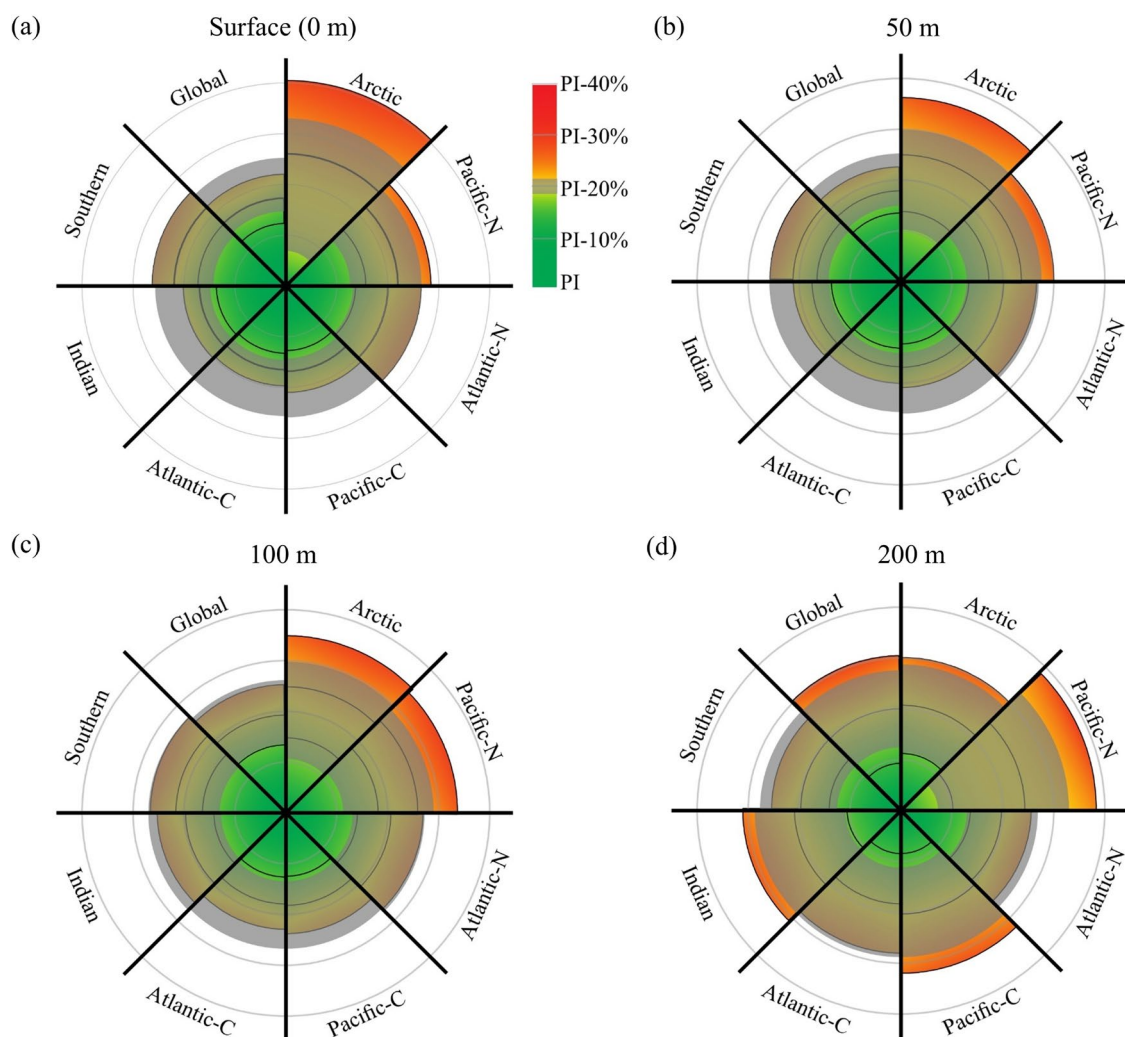 (a)
Surface (0 m)
Global
Arctic
Southern
Pacific-N
Indian
Atlantic-N
Atlantic-C
Pacific-C
PI-40%
PI-30%
PI-20%
PI-10%
PI
(b)
50 m
Global
Arctic
Southern
Pacific-N
Indian
Atlantic-N
Atlantic-C
Pacific-C
(c)
100 m
Global
Arctic
Southern
Pacific-N
Indian
Atlantic-N
Atlantic-C
Pacific-C
(d)
200 m
Global
Arctic
Southern
Pacific-N
Indian
Atlantic-N
Atlantic-C
Pacific-C